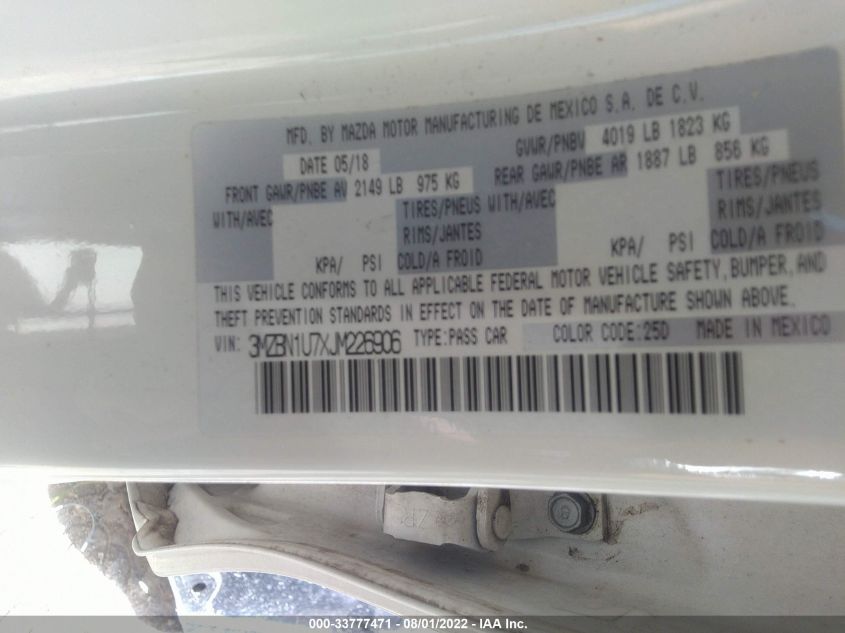 MFD. BY MAZDA MOTOR MANUFACTURING DE MEXICO S.A. DE C.V.
DATE 05/18 GVWR/PNBV 4019 LB 1823 KG
FRONT GAWR/PNBE AV 2149 LB 975 KG REAR GAWR/PNBE AR 1887 LB 856 KG
WITH/AVEC TIRES/PNEUS WITH/AVEC TIRES/PNEUS
RIMS/JANTES RIMS/JANTES
KPA/ PSI COLD/A FROID KPA/ PSI COLD/A FROID
THIS VEHICLE CONFORMS TO ALL APPLICABLE FEDERAL MOTOR VEHICLE SAFETY, BUMPER, AND
THEFT PREVENTION STANDARDS IN EFFECT ON THE DATE OF MANUFACTURE SHOWN ABOVE.
VIN: 3MZBN1U7XJM226906 TYPE:PASS CAR COLOR CODE:25D MADE IN MEXICO
8
000-33777471 - 08/01/2022 - IAA Inc.